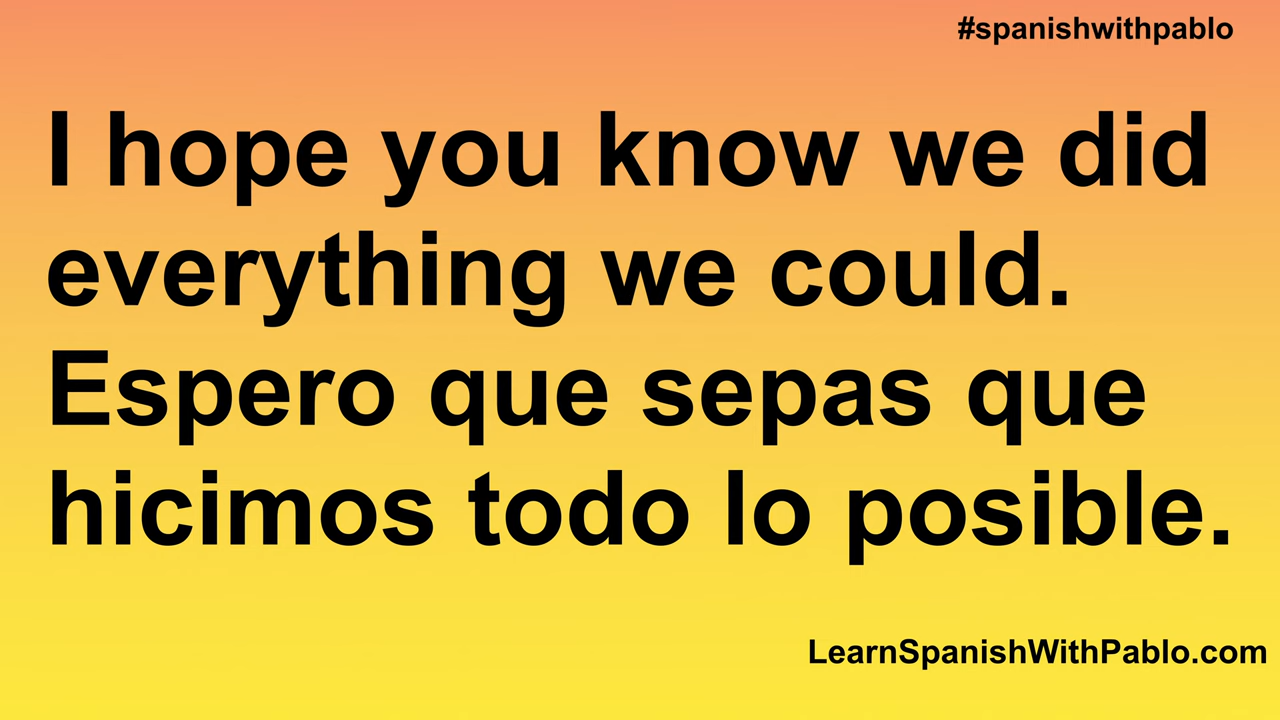 #spanishwithpablo
I hope you know we did
everything we could.
Espero que sepas que
hicimos todo lo posible.
LearnSpanishWithPablo.com